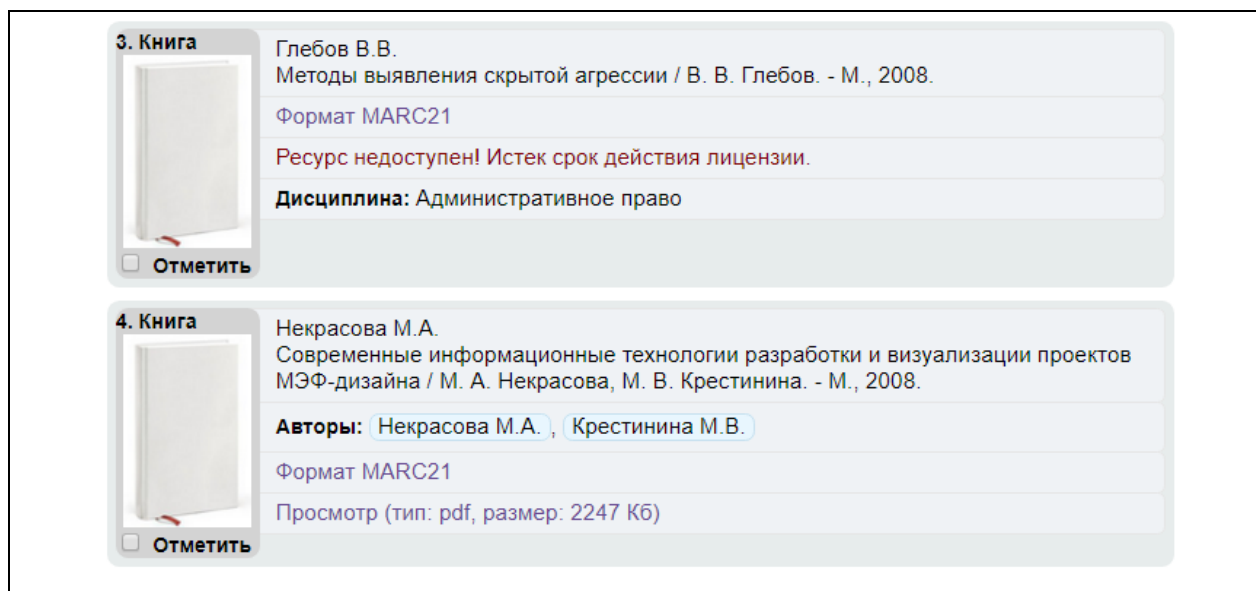 3. Книга
Глебов В.В.
Методы выявления скрытой агрессии / В. В. Глебов. - М., 2008.
Формат MARC21
Ресурс недоступен! Истек срок действия лицензии.
Дисциплина: Административное право
Отметить
4. Книга
Некрасова М.А.
Современные информационные технологии разработки и визуализации проектов
МЭФ-дизайна / М. А. Некрасова, М. В. Крестинина. - М., 2008.
Авторы: Некрасова М.А. , Крестинина М.В.
Формат MARC21
Просмотр (тип: pdf, размер: 2247 Кб)
Отметить